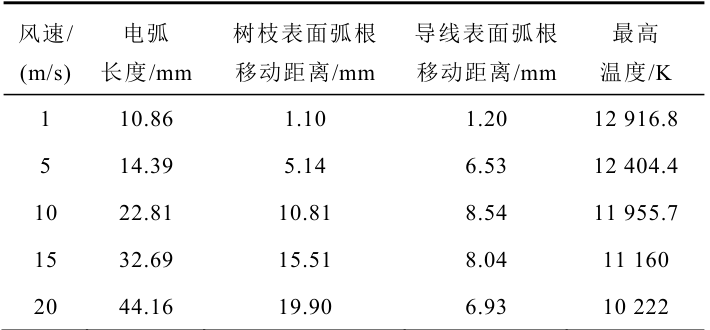 风速/ 电弧 树枝表面弧根 导线表面弧根 最高
(m/s) 长度/mm 移动距离/mm 移动距离/mm 温度/K
1 10.86 1.10 1.20 12 916.8
5 14.39 5.14 6.53 12 404.4
10 22.81 10.81 8.54 11 955.7
15 32.69 15.51 8.04 11 160
20 44.16 19.90 6.93 10 222